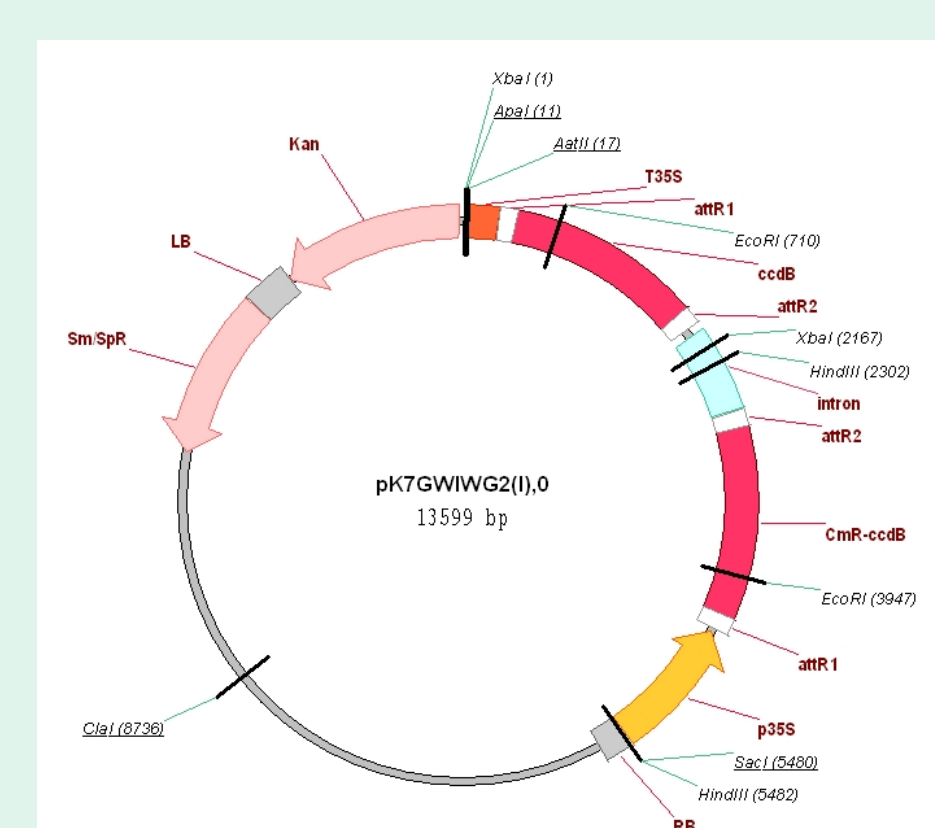 XbaI (1)
ApaI (11)
AatII (17)
Kan
T35S
attR1
EcoRI (710)
LB
ccdB
attR2
XbaI (2167)
Sm/SpR
HindIII (2302)
intron
attR2
pK7GWIWG2(I),0
13599 bp
CmR-ccdB
EcoRI (3947)
attR1
ClaI (8736)
p35S
SacI (5480)
HindIII (5482)
RB